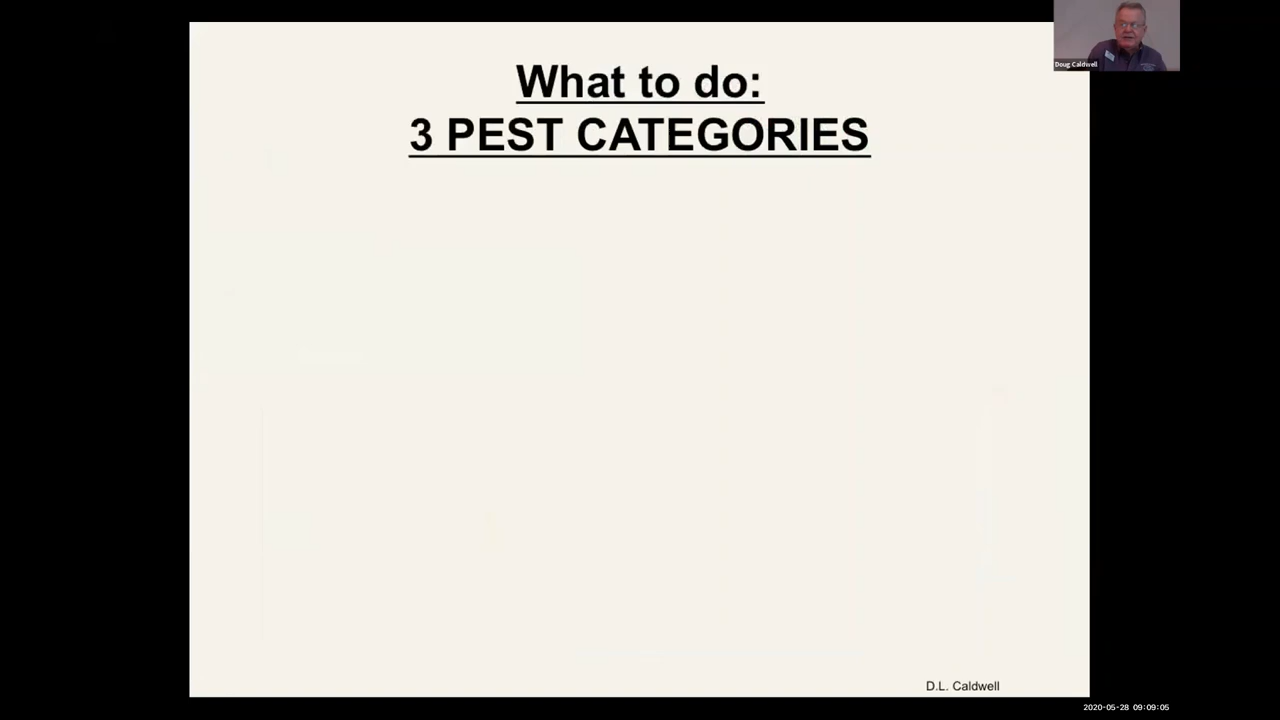 What to do:
3 PEST CATEGORIES
Doug Caldwell
D.L. Caldwell
2020-05-28 09:09:05